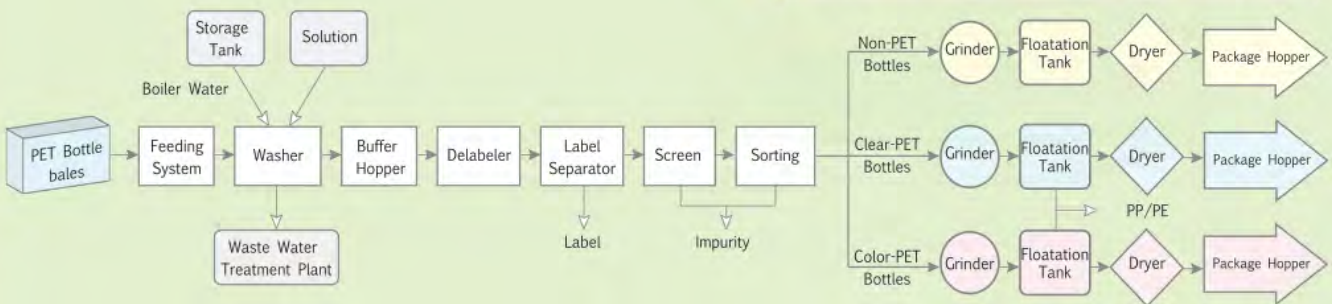 Storage
Tank
Solution
Boiler Water
PET Bottle
bales
Feeding
System
Washer
Buffer
Hopper
Delabeler
Label
Separator
Screen
Sorting
Waste Water
Treatment Plant
Label
Impurity
Non-PET
Bottles
Grinder
Floatation
Tank
Dryer
Package Hopper
Clear-PET
Bottles
Grinder
Floatation
Tank
Dryer
Package Hopper
PP/PE
Color-PET
Bottles
Grinder
Floatation
Tank
Dryer
Package Hopper